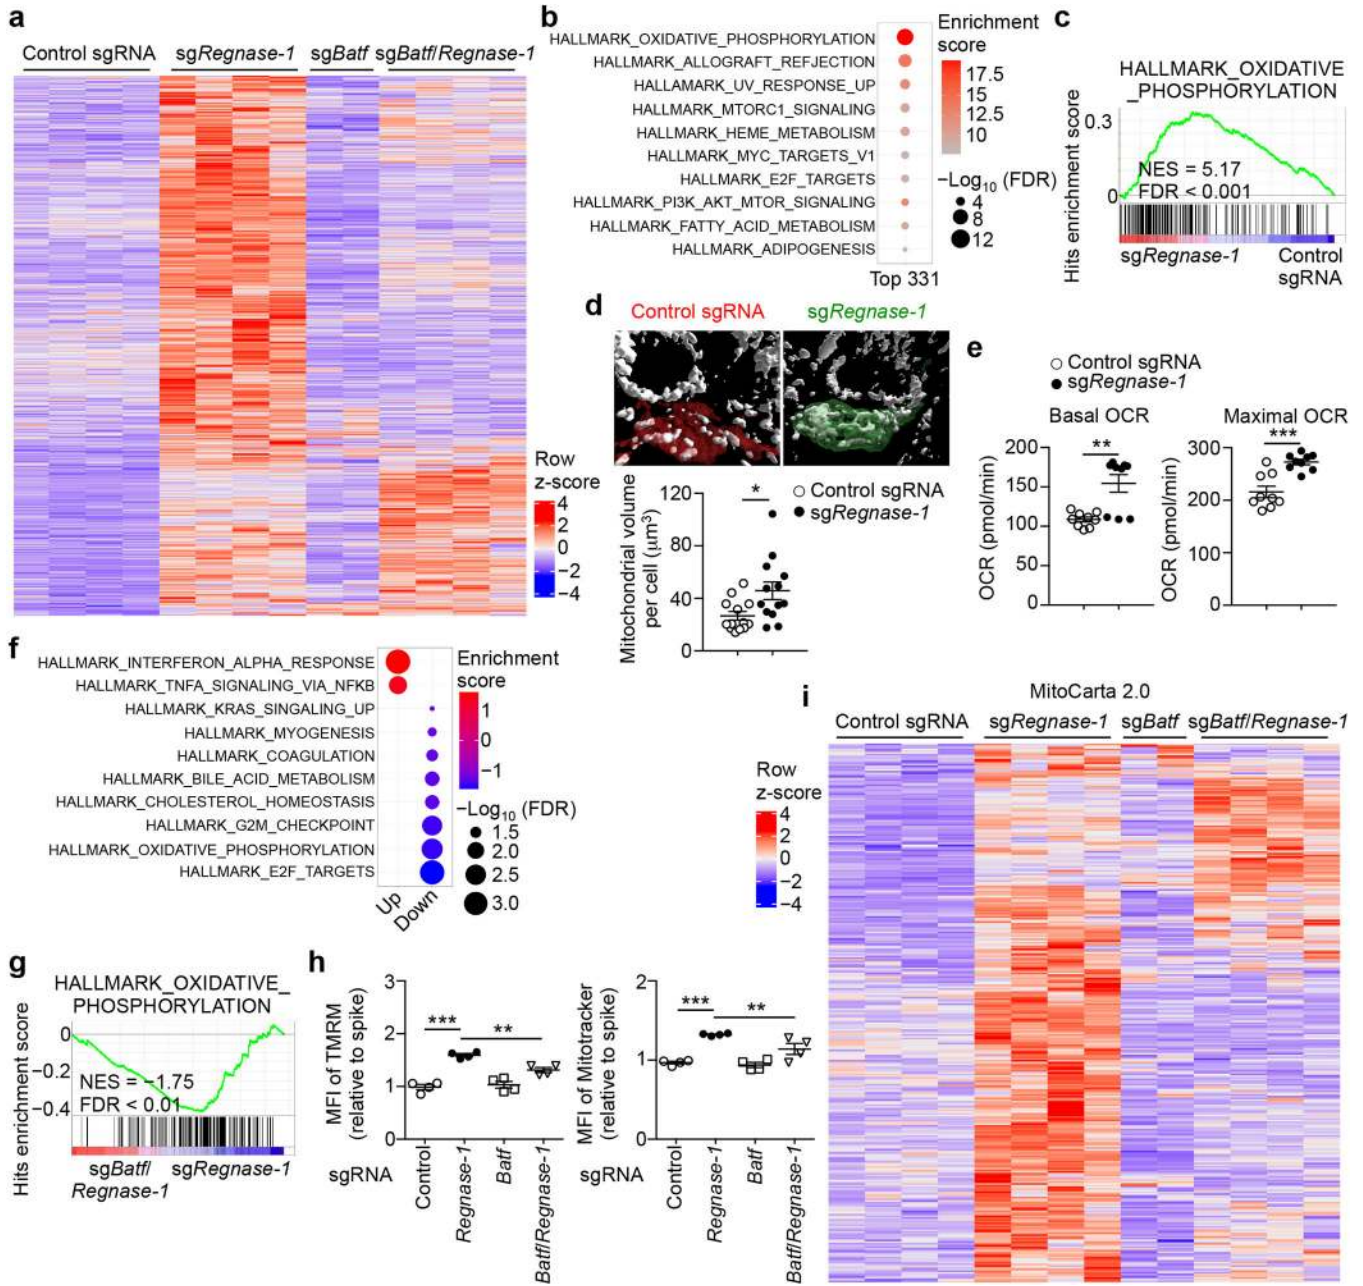 a
Control sgRNA
sgRegnase-1
sgBatf
sgBatf/Regnase-1
Row
z-score
4
2
0
−2
−4
b
HALLMARK_OXIDATIVE_PHOSPHORYLATION
HALLMARK_ALLOGRAFT_REFJECTION
HALLAMARK_UV_RESPONSE_UP
HALLMARK_MTORC1_SIGNALING
HALLMARK_HEME_METABOLISM
HALLMARK_MYC_TARGETS_V1
HALLMARK_E2F_TARGETS
HALLMARK_PI3K_AKT_MTOR_SIGNALING
HALLMARK_FATTY_ACID_METABOLISM
HALLMARK_ADIPOGENESIS
Top 331
Enrichment
score
17.5
15.0
12.5
10
−Log10 (FDR)
4
8
12
c
HALLMARK_OXIDATIVE
_PHOSPHORYLATION
Hits enrichment score
0.3
0
NES = 5.17
FDR < 0.001
sgRegnase-1
Control
sgRNA
d
Control sgRNA
sgRegnase-1
Mitochondrial volume
per cell (μm3)
120
80
40
0
*
Control sgRNA
sgRegnase-1
e
Control sgRNA
sgRegnase-1
Basal OCR
OCR (pmol/min)
200
150
100
50
0
**
Maximal OCR
OCR (pmol/min)
300
200
100
0
***
f
HALLMARK_INTERFERON_ALPHA_RESPONSE
HALLMARK_TNFA_SIGNALING_VIA_NFKB
HALLMARK_KRAS_SINGALING_UP
HALLMARK_MYOGENESIS
HALLMARK_COAGULATION
HALLMARK_BILE_ACID_METABOLISM
HALLMARK_CHOLESTEROL_HOMEOSTASIS
HALLMARK_G2M_CHECKPOINT
HALLMARK_OXIDATIVE_PHOSPHORYLATION
HALLMARK_E2F_TARGETS
Up
Down
Enrichment
score
1
0
−1
−Log10 (FDR)
1.5
2.0
2.5
3.0
g
HALLMARK_OXIDATIVE_
PHOSPHORYLATION
Hits enrichment score
0
−0.2
−0.4
NES = −1.75
FDR < 0.01
sgBatf/
Regnase-1
sgRegnase-1
h
MFI of TMRM
(relative to spike)
3
2
1
0
***
**
sgRNA
Control
Regnase-1
Batf
Batf/Regnase-1
MFI of Mitotracker
(relative to spike)
2
1
0
***
**
sgRNA
Control
Regnase-1
Batf
Batf/Regnase-1
i
MitoCarta 2.0
Control sgRNA
sgRegnase-1
sgBatf
sgBatf/Regnase-1
Row
z-score
4
2
0
−2
−4